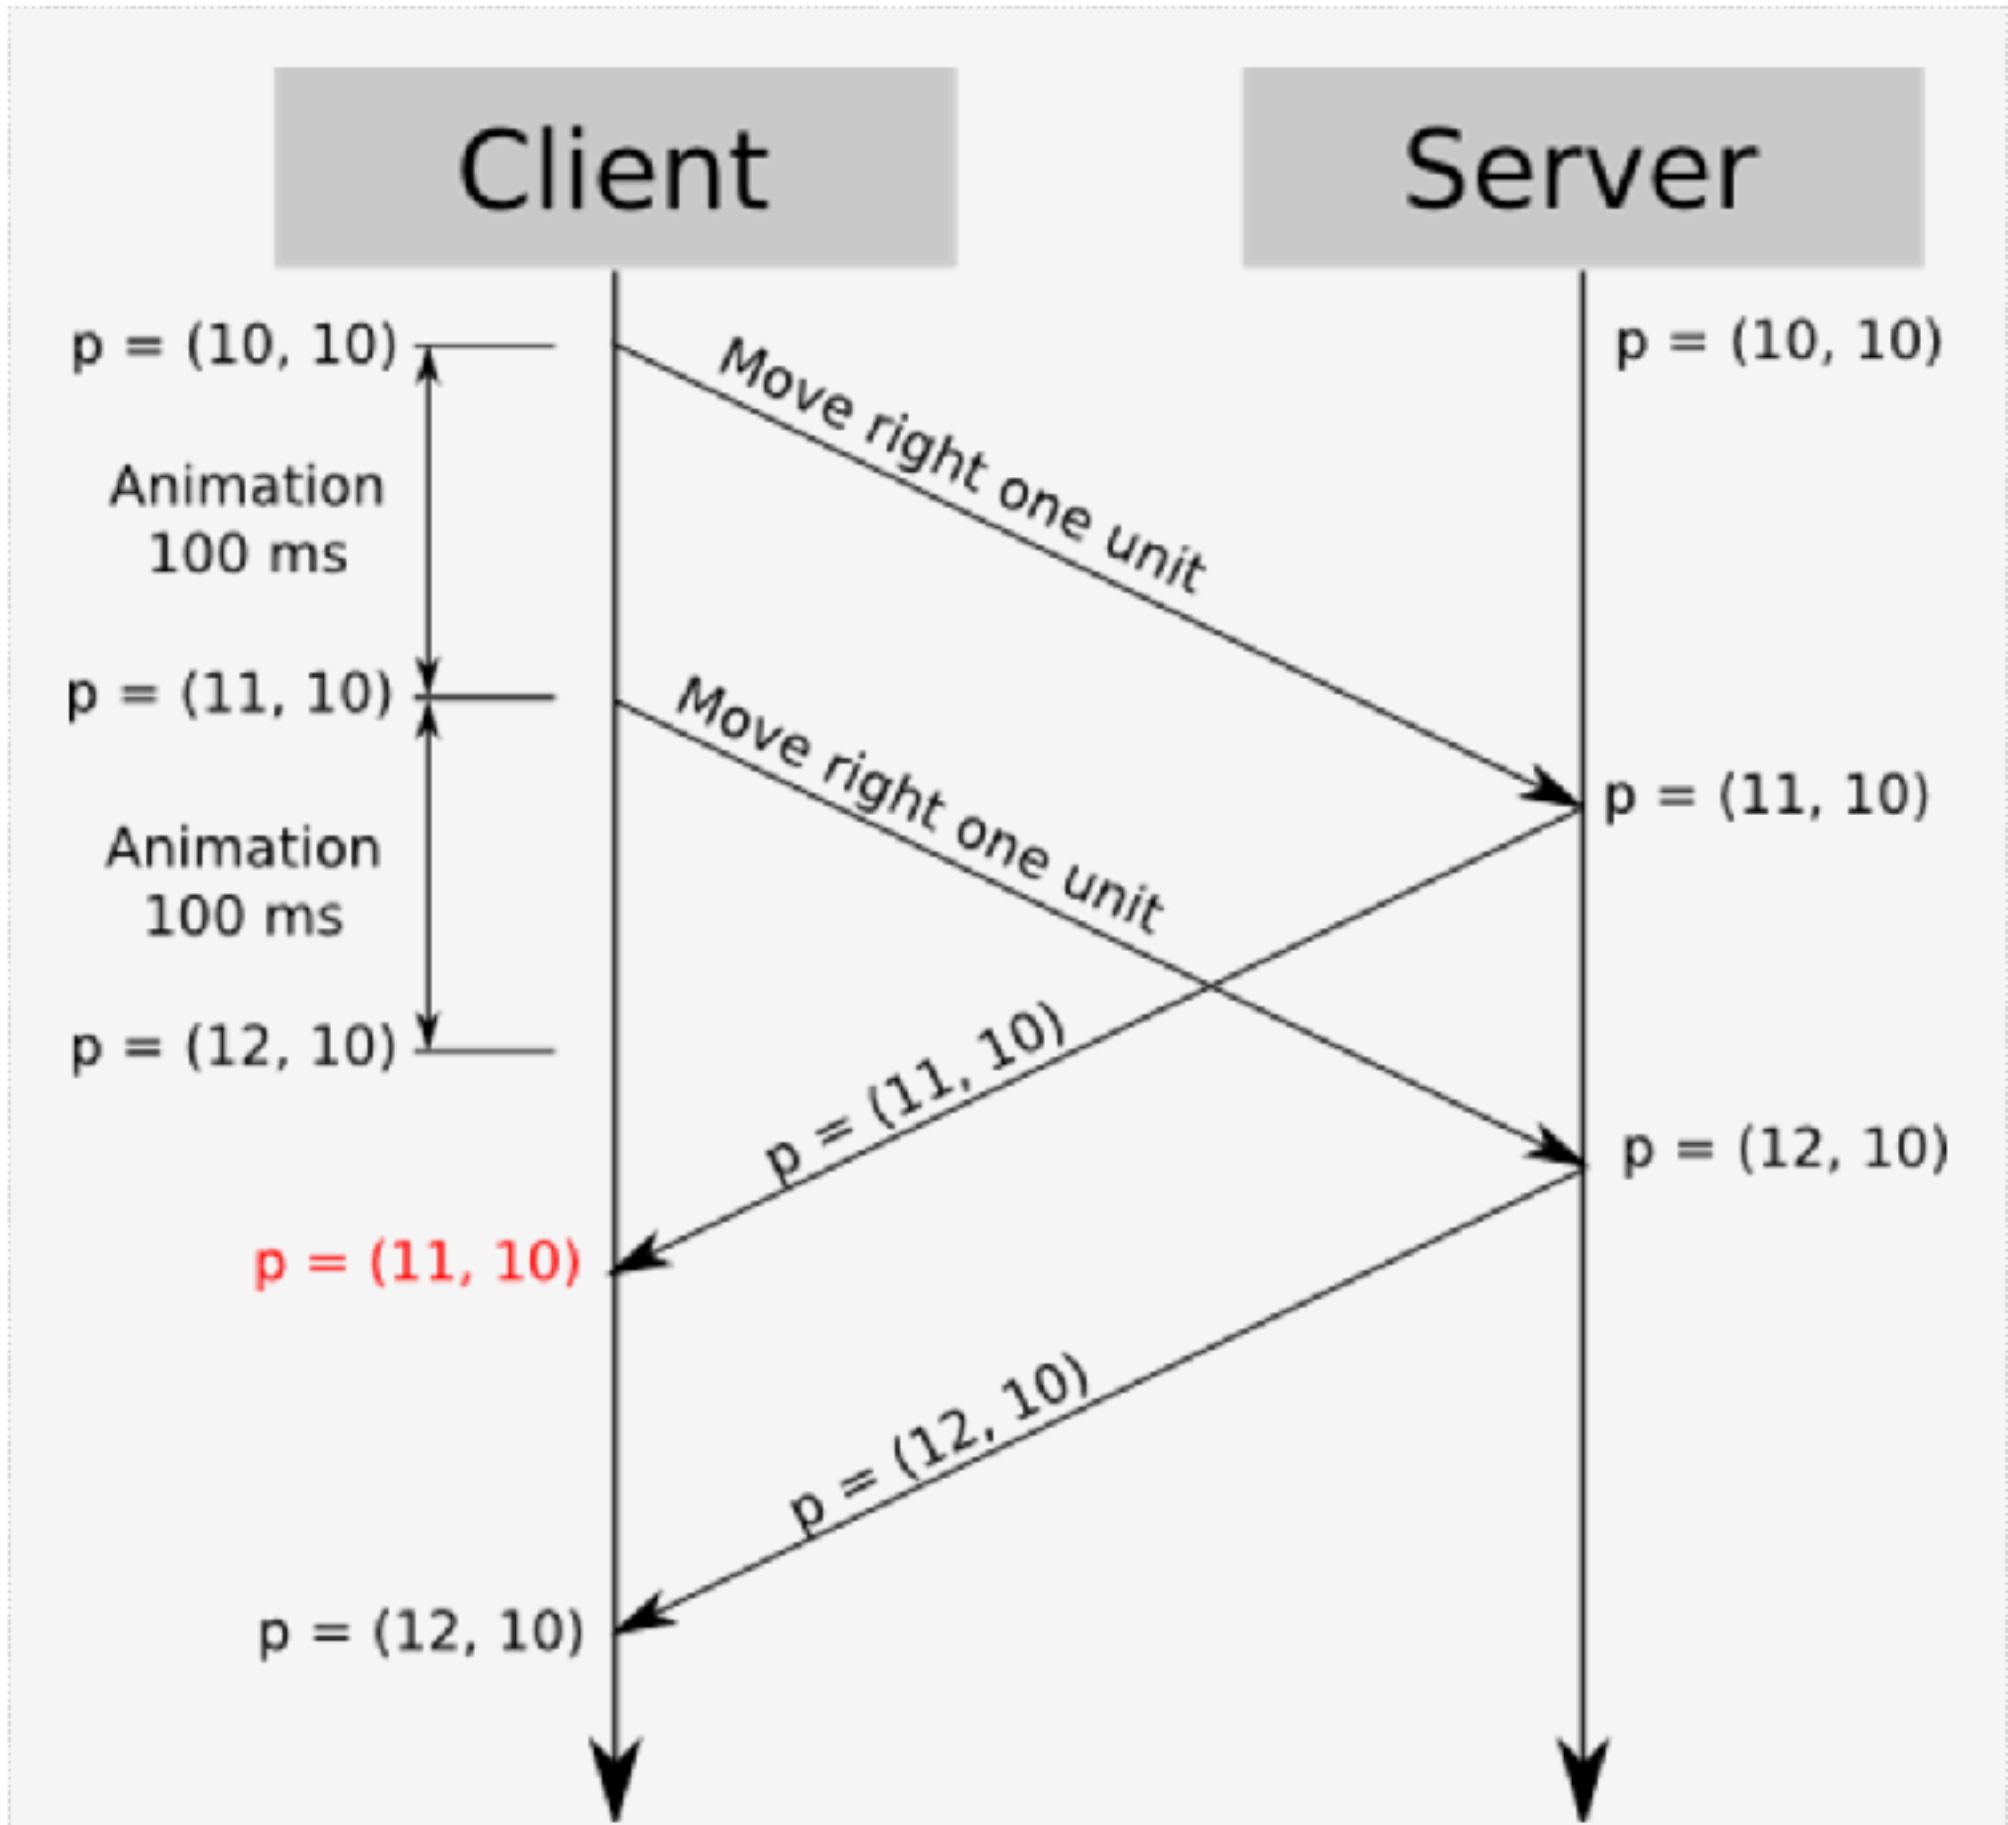 Client
Server
p = (10, 10)
p = (10, 10)
Move right one unit
Animation
100 ms
p = (11, 10)
Move right one unit
p = (11, 10)
Animation
100 ms
p = (12, 10)
p = (11, 10)
p = (12, 10)
p = (11, 10)
p = (12, 10)
p = (12, 10)